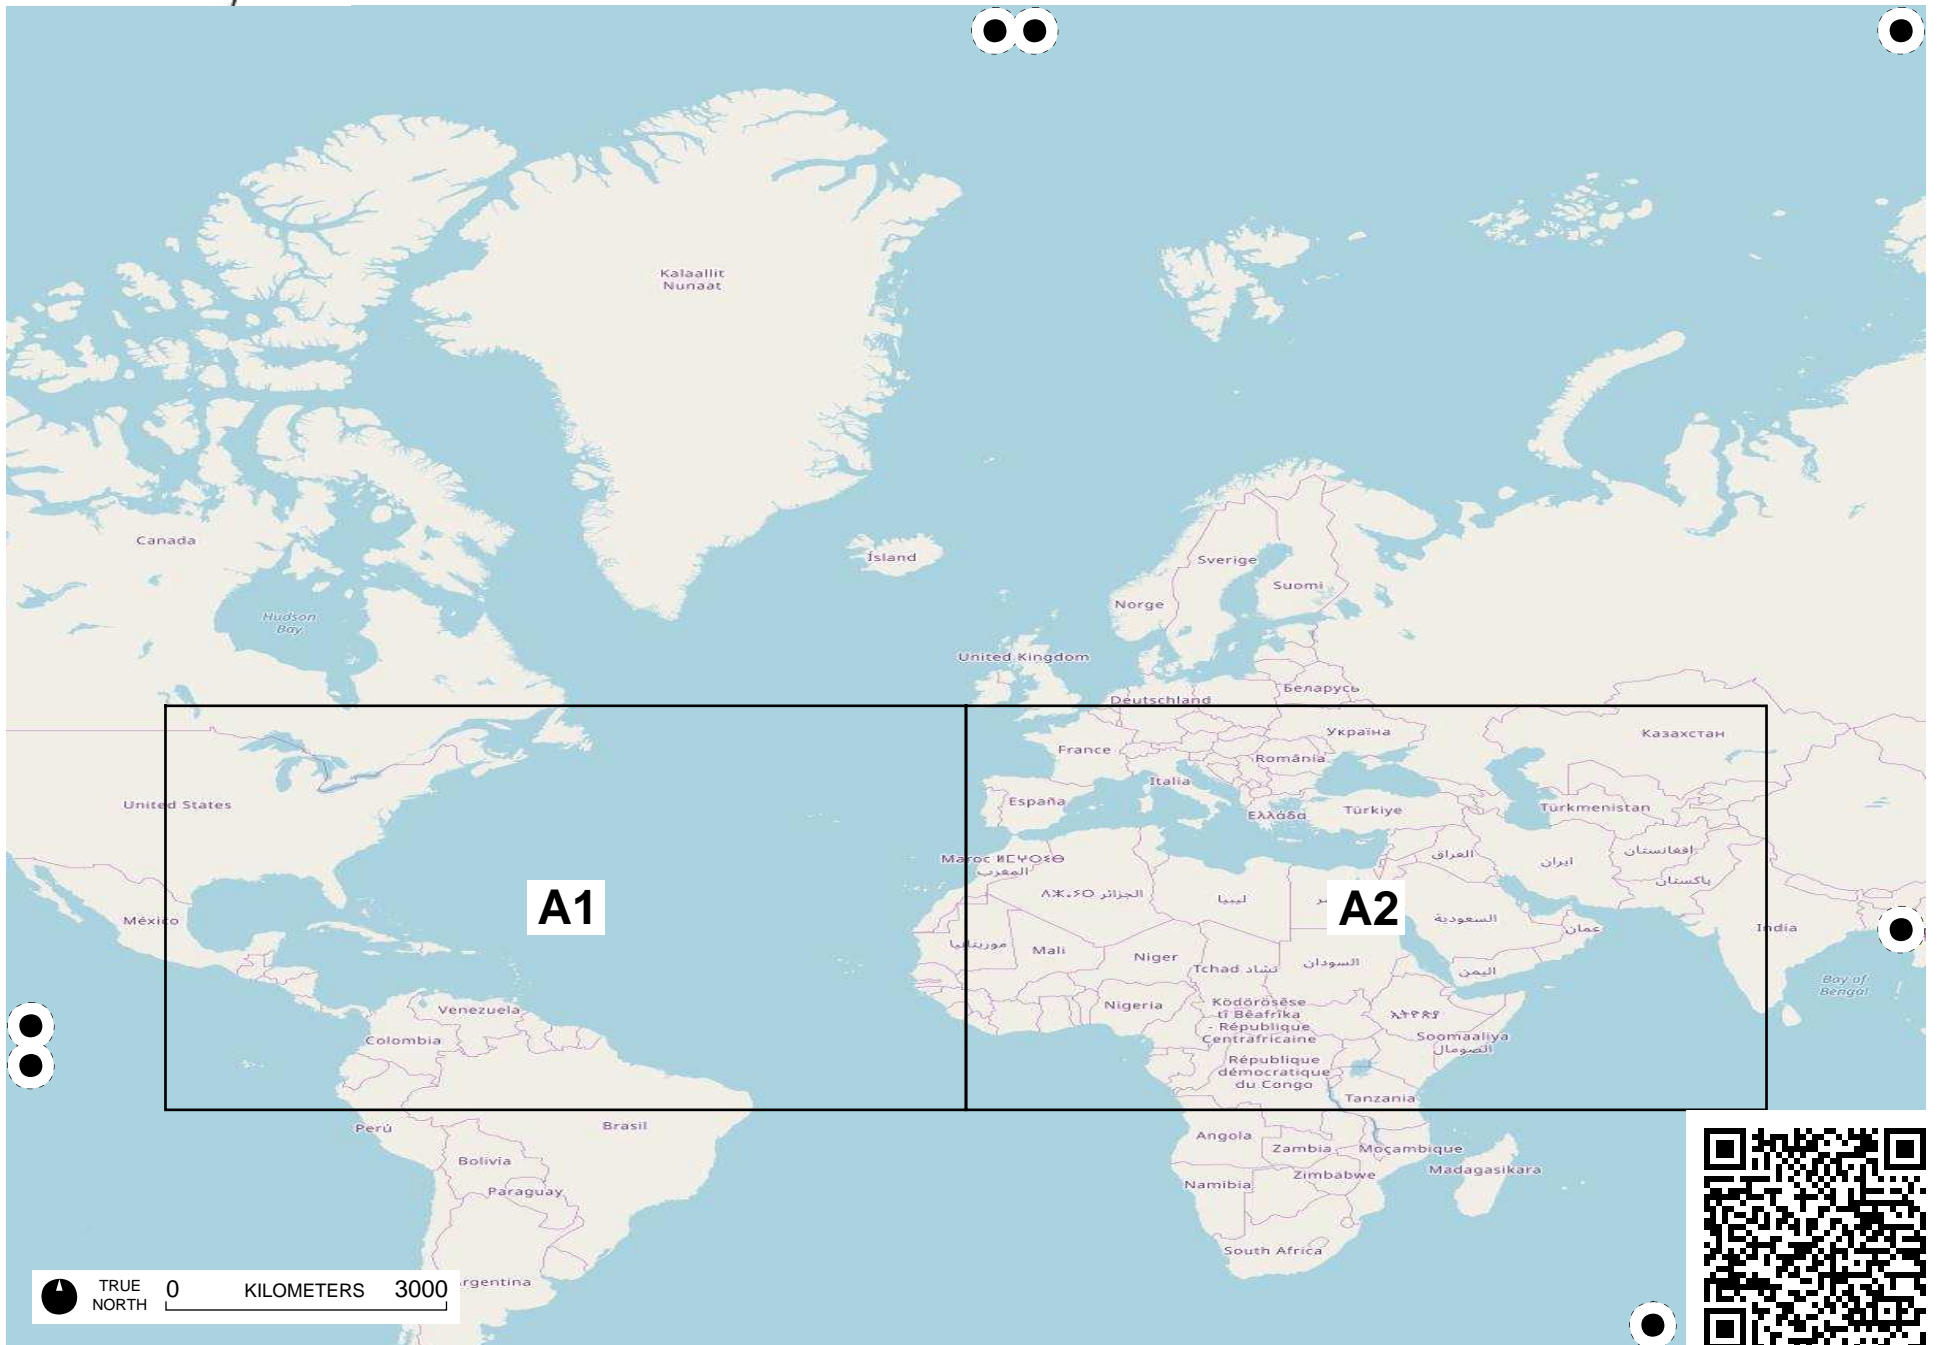 Kalaallit
Nunaat
Canada
Ísland
Sverige
Suomi
Norge
Hudson
Bay
United Kingdom
Беларусь
Deutschland
Україна
Казахстан
France
România
Italia
United States
España
Ελλάδα
Türkiye
Türkmenistan
Maroc ⵍⵎⵖⵔⵉⴱ
المغرب
العراق
ایران
افغانستان
پاکستان
الجزائر
ليبيا
A1
A2
السعودية
México
عمان
India
موريتانيا
Mali
Niger
Tchad تشاد
السودان
اليمن
Bay of
Bengal
Venezuela
Nigeria
Ködörösêse
tî Bêafrîka
- République
Centrafricaine
Colombia
Soomaaliya
الصومال
République
démocratique
du Congo
Tanzania
Perú
Brasil
Angola
Zambia
Moçambique
Bolivia
Madagasikara
Zimbabwe
Paraguay
Namibia
South Africa
rgentina
TRUE
NORTH
0 KILOMETERS 3000